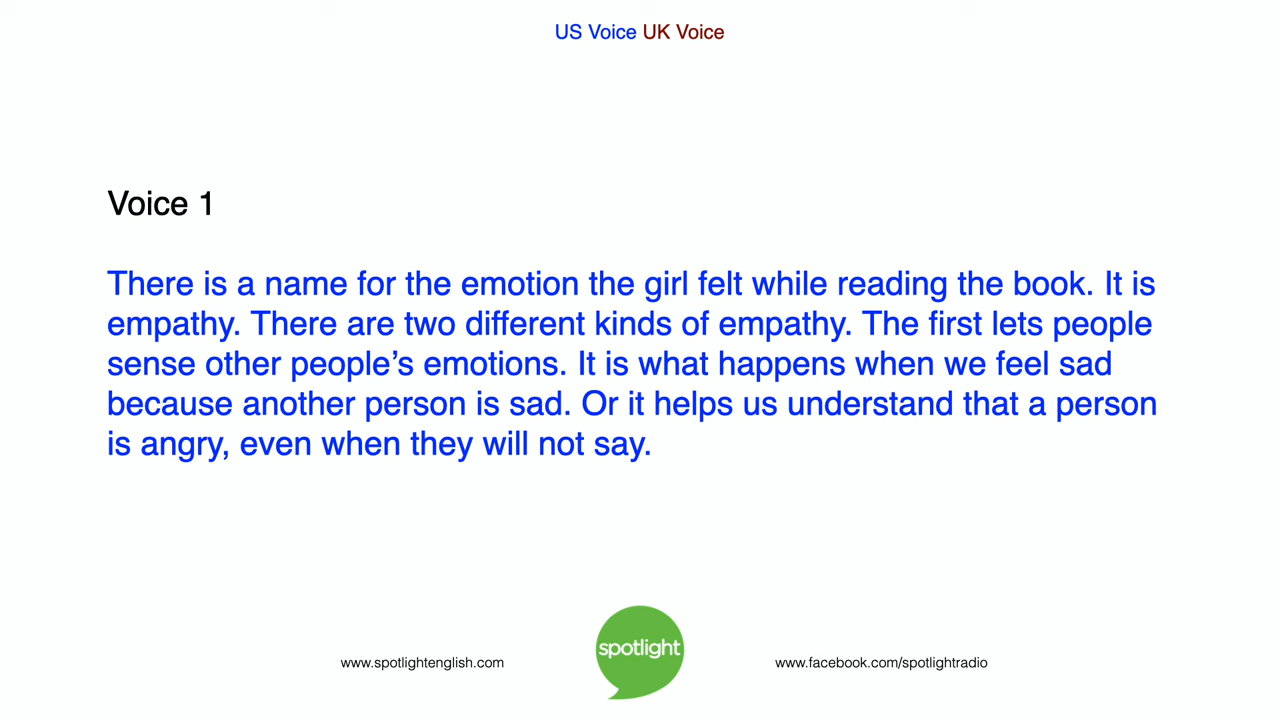 US Voice UK Voice
Voice 1
There is a name for the emotion the girl felt while reading the book. It is
empathy. There are two different kinds of empathy. The first lets people
sense other people’s emotions. It is what happens when we feel sad
because another person is sad. Or it helps us understand that a person
is angry, even when they will not say.
spotlight
www.spotlightenglish.com
www.facebook.com/spotlightradio